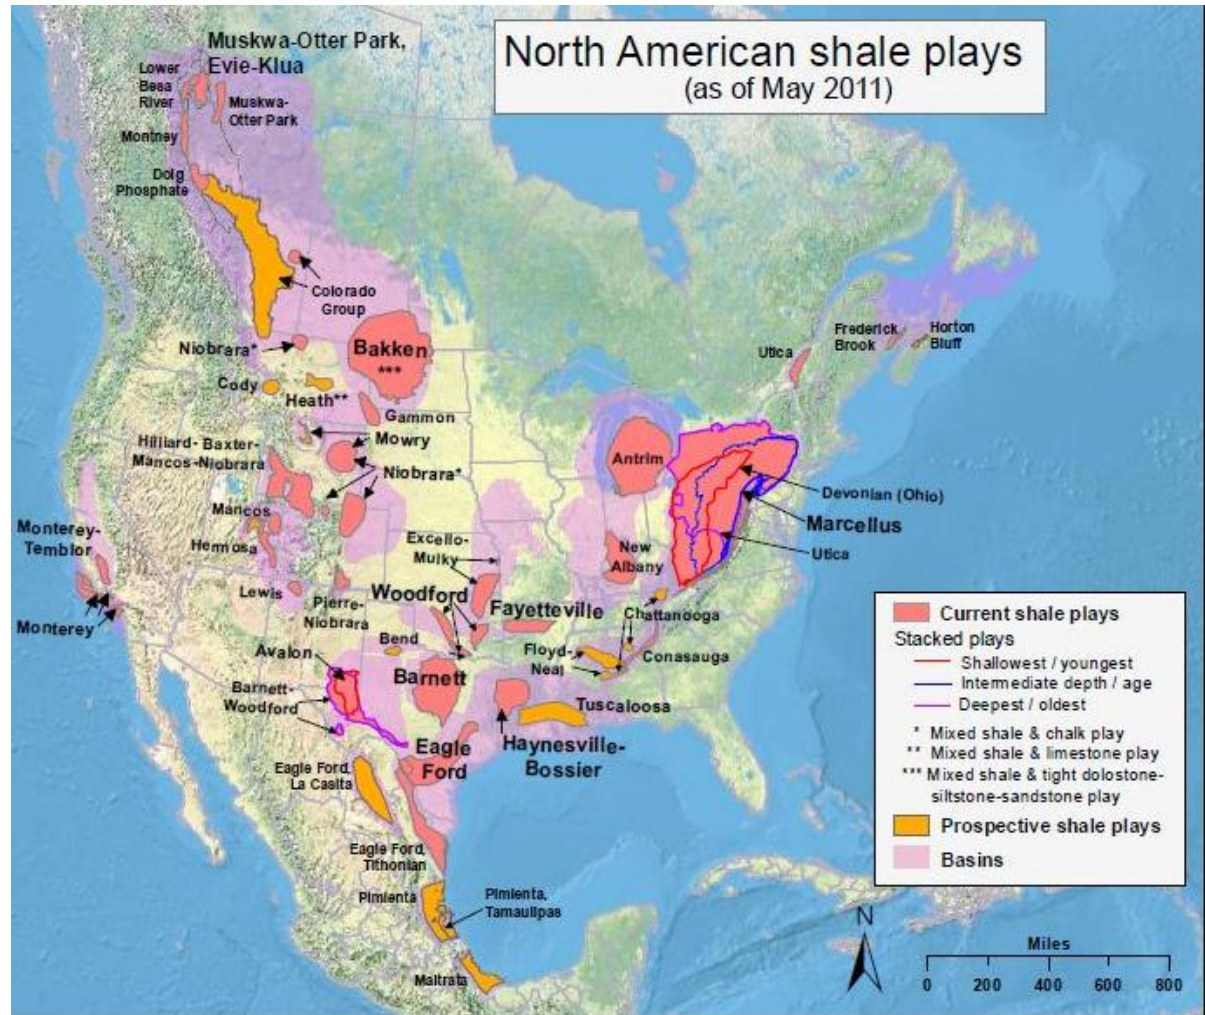 North American shale plays
(as of May 2011)
Muskwa-Otter Park,
Evie-Klua
Lower
Besa
River
Muskwa-
Otter Park
Montney
Doig
Phosphate
Colorado
Group
Niobrara*
Bakken
***
Cody
Heath**
Gammon
Mowry
Hilliard-Baxter-
Mancos-Niobrara
Niobrara*
Mancos
Hermosa
Monterey-
Temblor
Monterey
Lewis
Pierre-
Niobrara
Excello-
Mulky
Woodford
Fayetteville
Bend
Avalon
Barnett-
Woodford
Barnett
Eagle
Ford
Haynesville-
Bossier
Tuscaloosa
Floyd-
Neal
Chattanooga
Conasauga
New
Albany
Antrim
Devonian (Ohio)
Marcellus
Utica
Utica
Frederick
Brook
Horton
Bluff
Eagle Ford,
La Casita
Eagle Ford,
Tithonian
Pimienta
Pimienta,
Tamaulipas
Maltrata
Current shale plays
Stacked plays
Shallowest / youngest
Intermediate depth / age
Deepest / oldest
* Mixed shale & chalk play
** Mixed shale & limestone play
*** Mixed shale & tight dolostone-
siltstone-sandstone play
Prospective shale plays
Basins
N
Miles
0 200 400 600 800